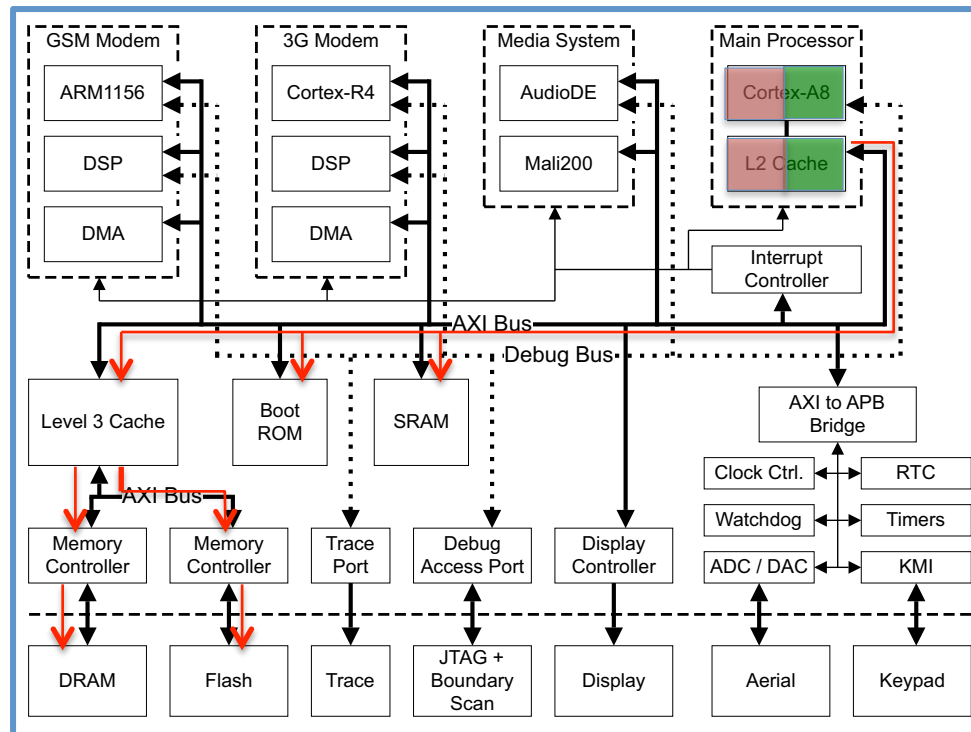 GSM Modem
3G Modem
Media System
Main Processor
ARM1156
Cortex-R4
AudioDE
Cortex-A8
DSP
DSP
Mali200
L2 Cache
DMA
DMA
Interrupt
Controller
AXI Bus
Debug Bus
Level 3 Cache
Boot
ROM
SRAM
AXI to APB
Bridge
Clock Ctrl.
RTC
AXI Bus
Watchdog
Timers
Memory
Controller
Memory
Controller
Trace
Port
Debug
Access Port
Display
Controller
ADC / DAC
KMI
DRAM
Flash
Trace
JTAG +
Boundary
Scan
Display
Aerial
Keypad